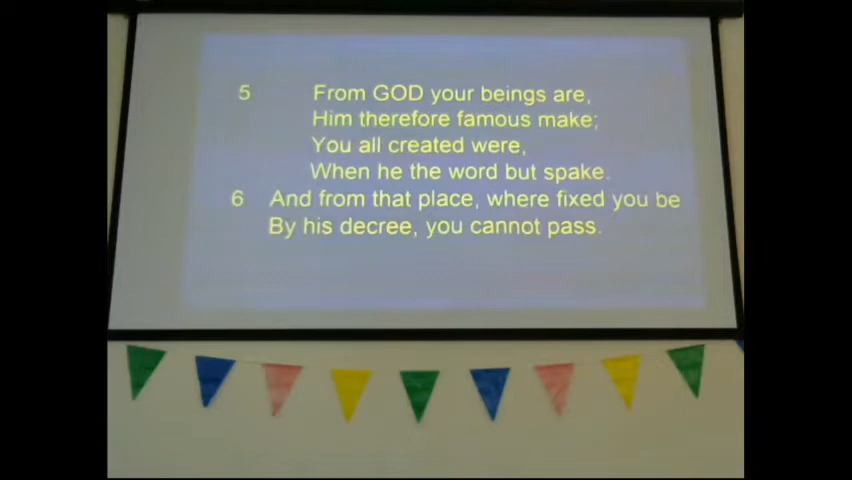 5 From GOD your beings are,
Him therefore famous make;
You all created were,
When he the word but spake.
6 And from that place, where fixed you be
By his decree, you cannot pass.